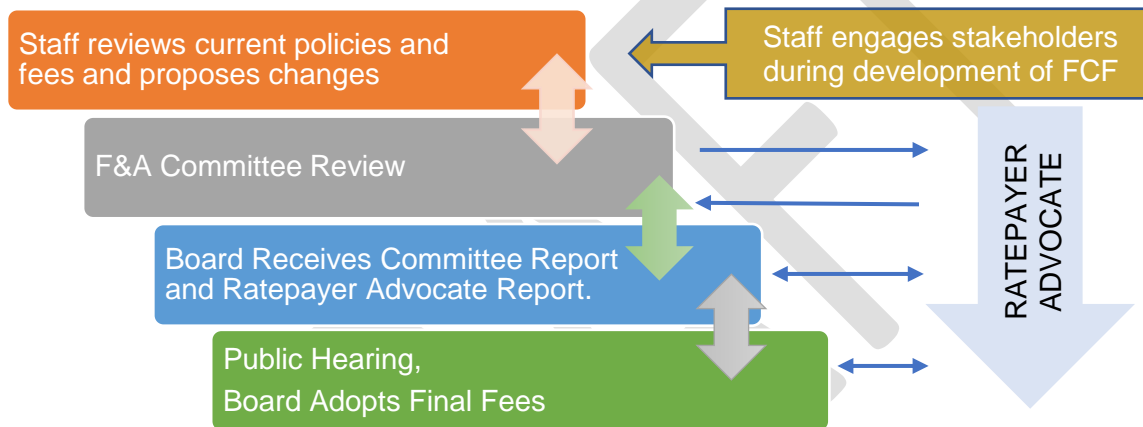 Staff reviews current policies and
fees and proposes changes
Staff engages stakeholders
during development of FCF
F&A Committee Review
Board Receives Committee Report
and Ratepayer Advocate Report.
Public Hearing,
Board Adopts Final Fees
RATEPAYER
ADVOCATE